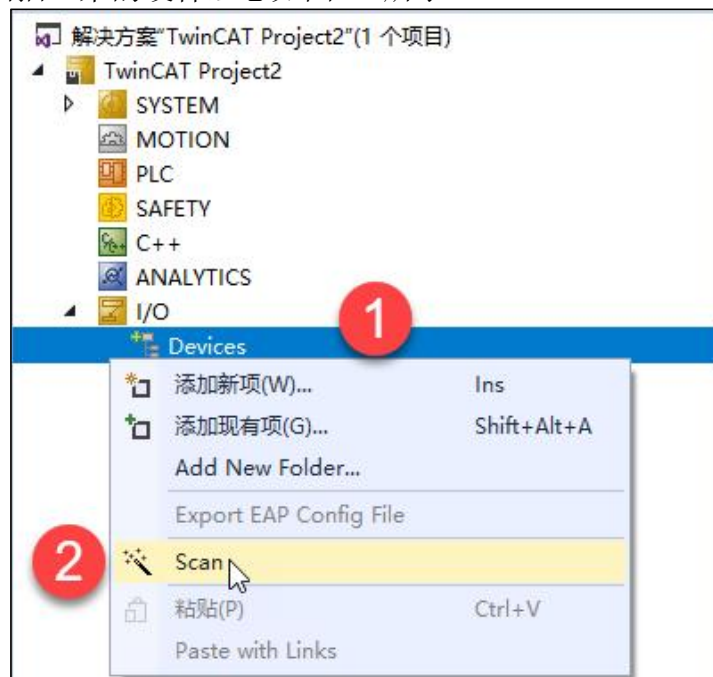 解决方案"TwinCAT Project2"(1 个项目)
TwinCAT Project2
SYSTEM
MOTION
PLC
SAFETY
C++
ANALYTICS
I/O
1
Devices
添加新项(W)... Ins
添加现有项(G)... Shift+Alt+A
Add New Folder...
Export EAP Config File
2 Scan
粘贴(P) Ctrl+V
Paste with Links